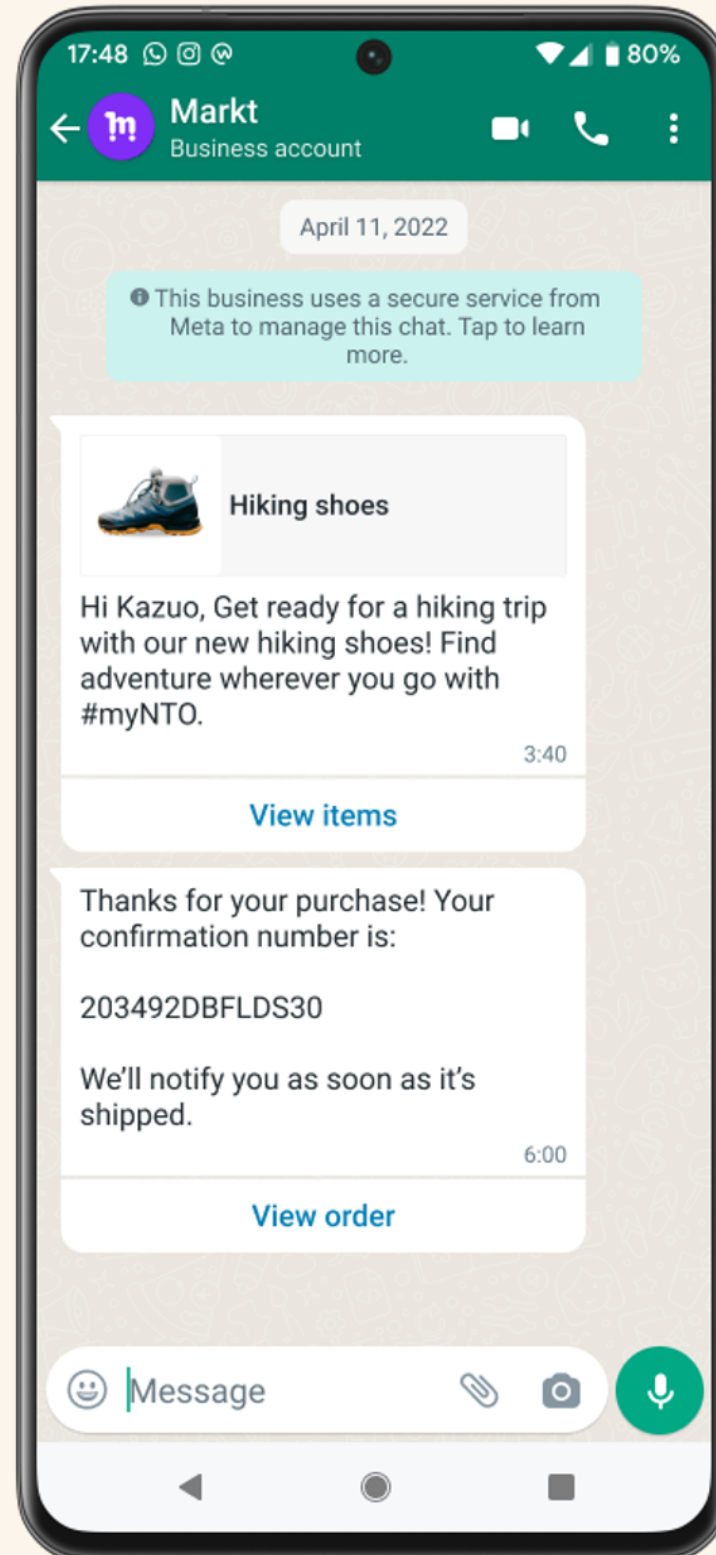 17:48 80%
Markt
Business account
April 11, 2022
This business uses a secure service from
Meta to manage this chat. Tap to learn
more.
Hiking shoes
Hi Kazuo, Get ready for a hiking trip
with our new hiking shoes! Find
adventure wherever you go with
#myNTO.
3:40
View items
Thanks for your purchase! Your
confirmation number is:
203492DBFLDS30
We’ll notify you as soon as it’s
shipped.
6:00
View order
Message